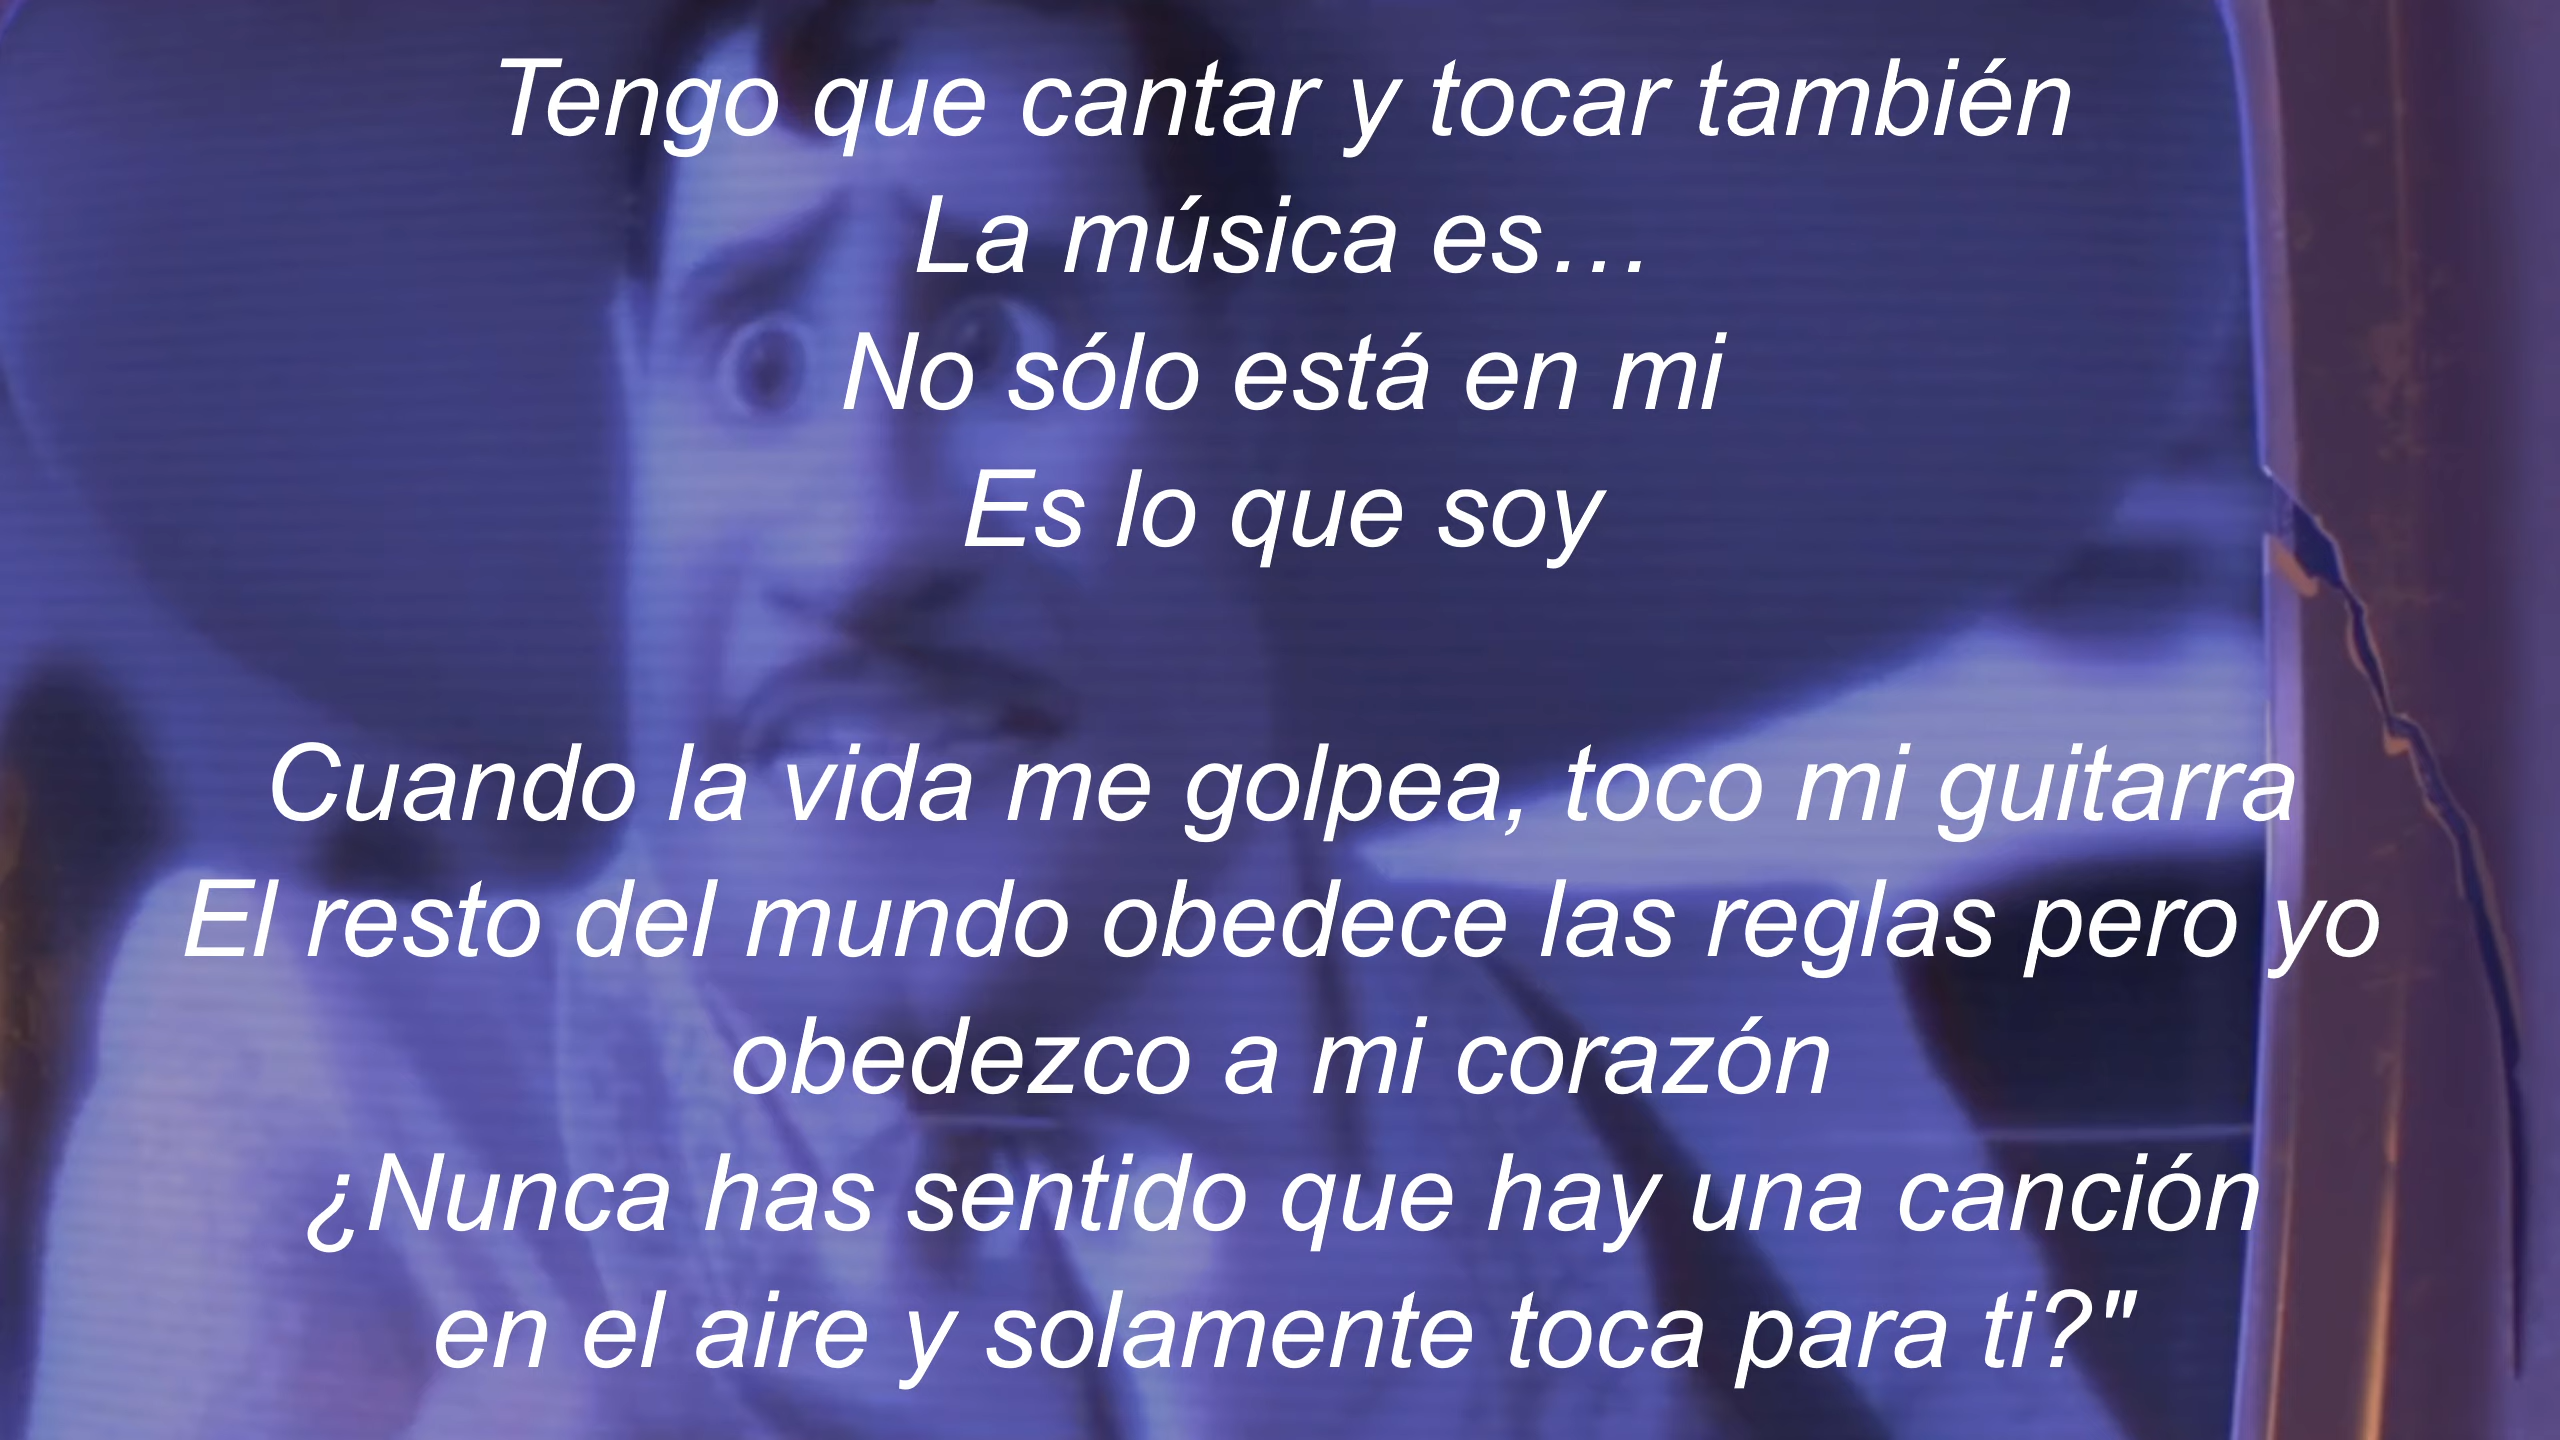 Tengo que cantar y tocar también
La música es…
No sólo está en mi
Es lo que soy
Cuando la vida me golpea, toco mi guitarra
El resto del mundo obedece las reglas pero yo
obedezco a mi corazón
¿Nunca has sentido que hay una canción
en el aire y solamente toca para ti?"